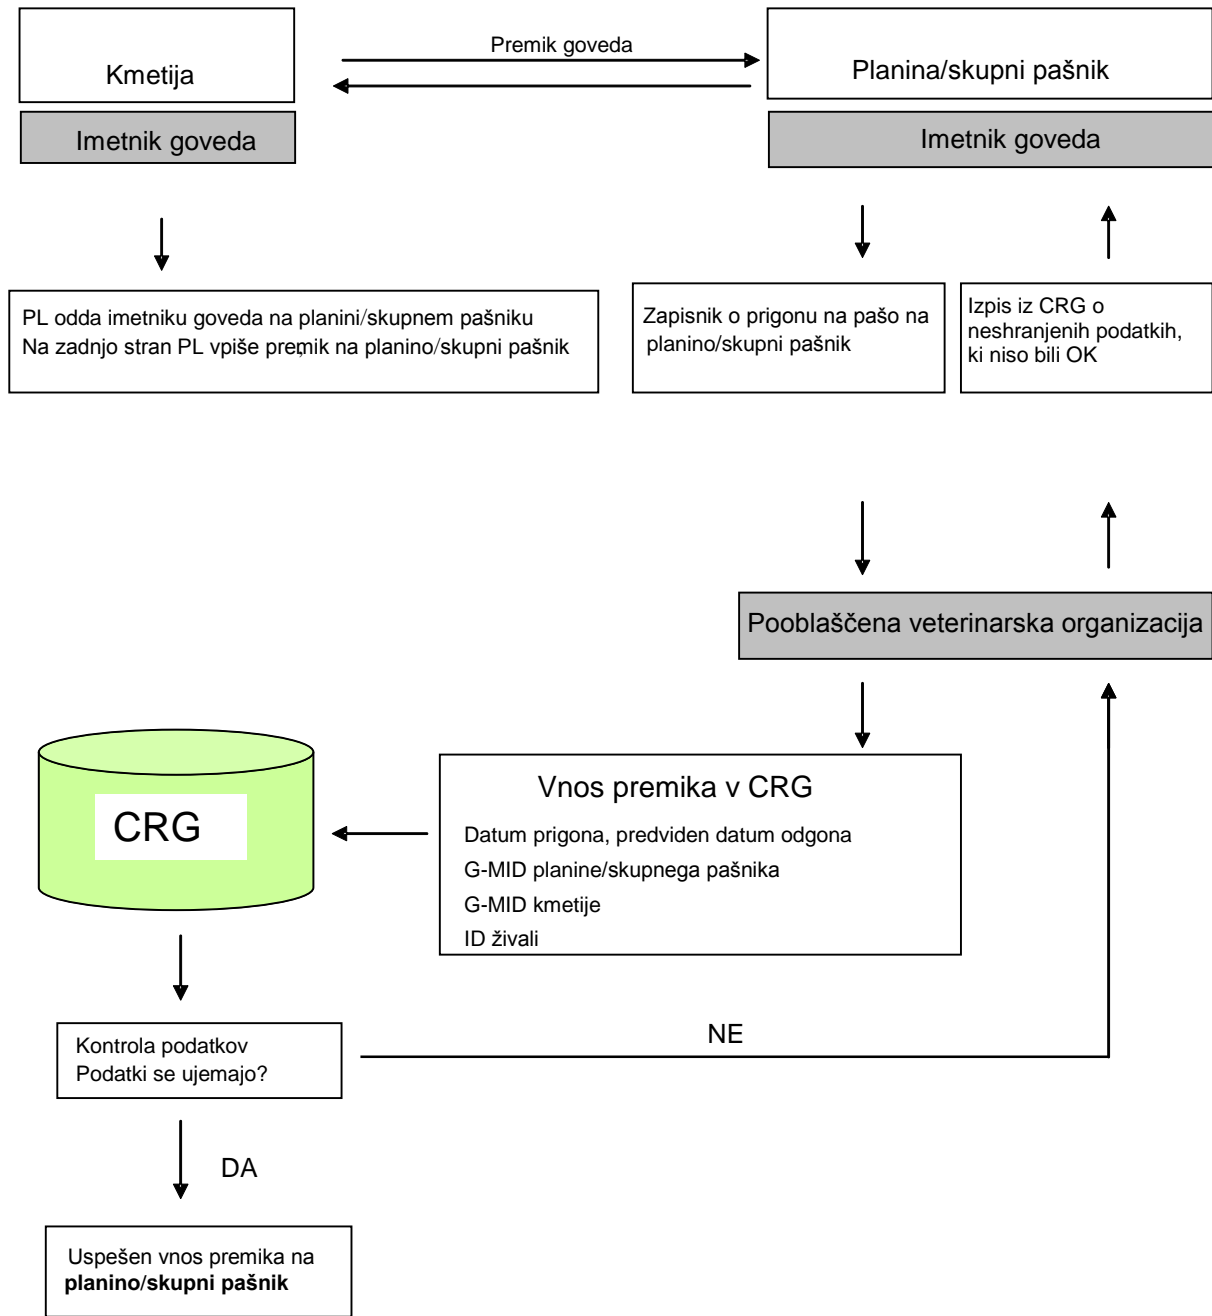 Kmetija
Premik goveda
Planina/skupni pašnik
Imetnik goveda
Imetnik goveda
PL odda imetniku goveda na planini/skupnem pašniku
Na zadnjo stran PL vpiše premik na planino/skupni pašnik
Zapisnik o prigonu na pašo na
planino/skupni pašnik
Izpis iz CRG o
neshranjenih podatkih,
ki niso bili OK
Pooblaščena veterinarska organizacija
CRG
Vnos premika v CRG
Datum prigona, predviden datum odgona
G-MID planine/skupnega pašnika
G-MID kmetije
ID živali
Kontrola podatkov
Podatki se ujemajo?
NE
DA
Uspešen vnos premika na
planino/skupni pašnik